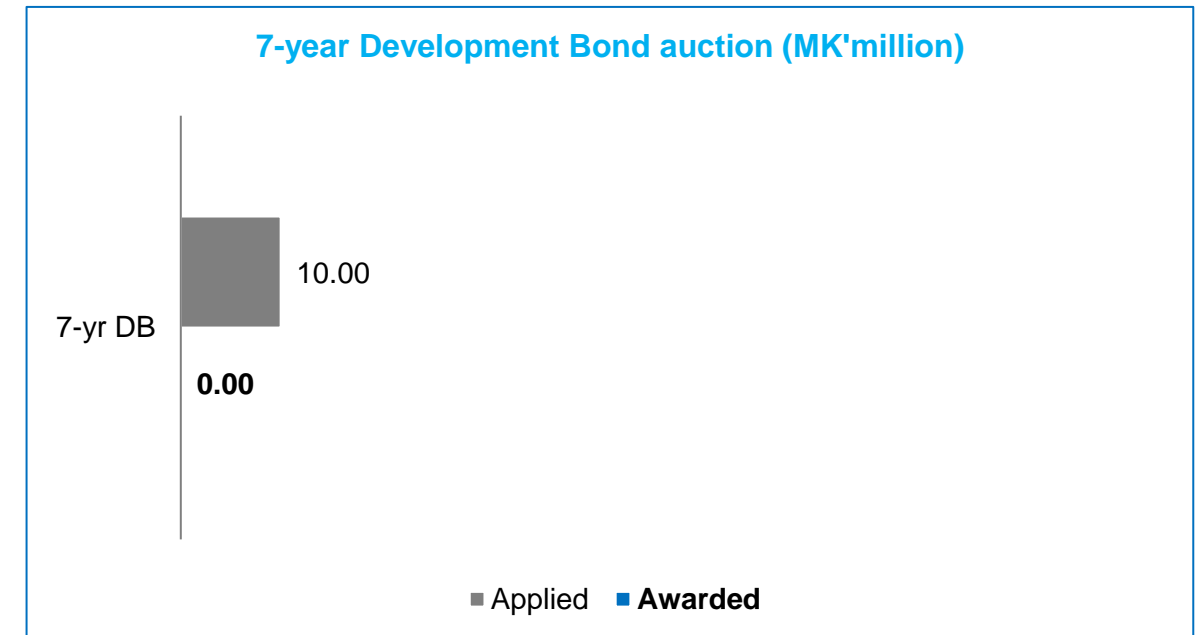 7-year Development Bond auction (MK'million)
10.00
7-yr DB
0.00
Applied Awarded